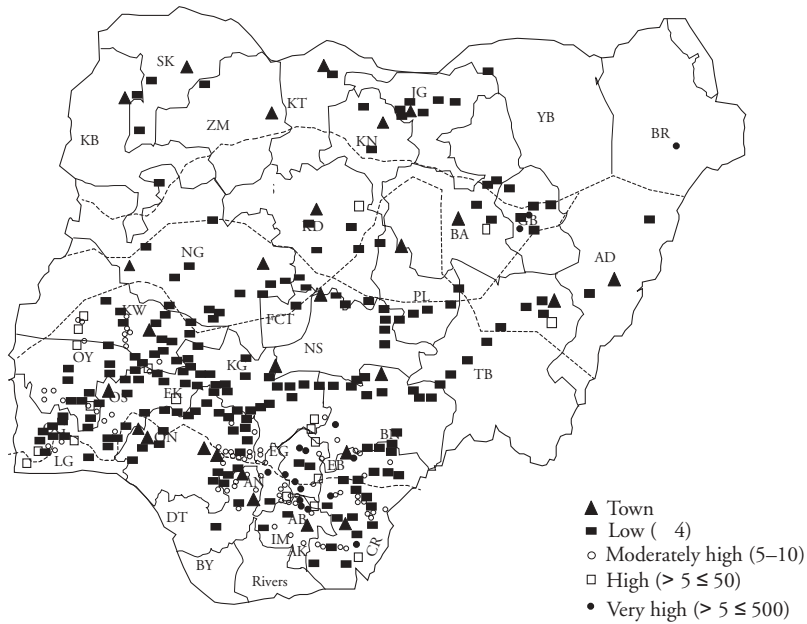 SK
KT
JG
KB
ZM
KN
YB
BR
KD
GB
BA
NG
AD
KW
FCT
PL
NS
OY
KG
TB
EK
OS
ON
LG
BN
EG
EB
AN
DT
AB
IM
AK
CR
BY
Rivers
Town
Low ( 4)
Moderately high (5–10)
High (> 5 ≤ 50)
Very high (> 5 ≤ 500)